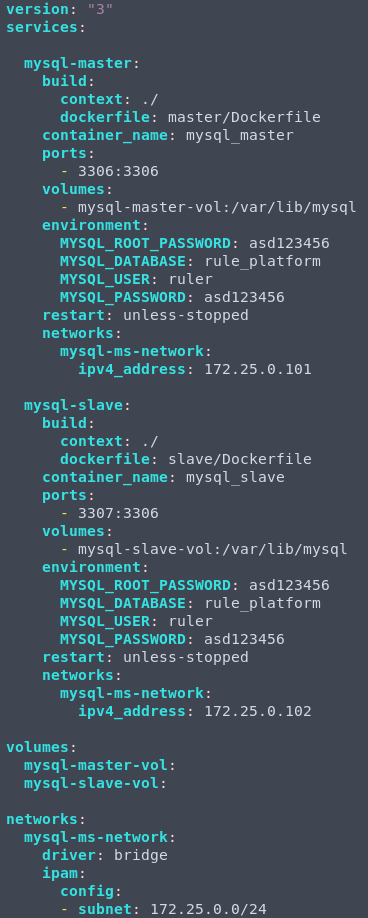 version: "3"
services:

  mysql-master:
    build:
      context: ./
      dockerfile: master/Dockerfile
    container_name: mysql_master
    ports:
      - 3306:3306
    volumes:
      - mysql-master-vol:/var/lib/mysql
    environment:
      MYSQL_ROOT_PASSWORD: asd123456
      MYSQL_DATABASE: rule_platform
      MYSQL_USER: ruler
      MYSQL_PASSWORD: asd123456
    restart: unless-stopped
    networks:
      mysql-ms-network:
        ipv4_address: 172.25.0.101

  mysql-slave:
    build:
      context: ./
      dockerfile: slave/Dockerfile
    container_name: mysql_slave
    ports:
      - 3307:3306
    volumes:
      - mysql-slave-vol:/var/lib/mysql
    environment:
      MYSQL_ROOT_PASSWORD: asd123456
      MYSQL_DATABASE: rule_platform
      MYSQL_USER: ruler
      MYSQL_PASSWORD: asd123456
    restart: unless-stopped
    networks:
      mysql-ms-network:
        ipv4_address: 172.25.0.102

volumes:
  mysql-master-vol:
  mysql-slave-vol:

networks:
  mysql-ms-network:
    driver: bridge
    ipam:
      config:
      - subnet: 172.25.0.0/24